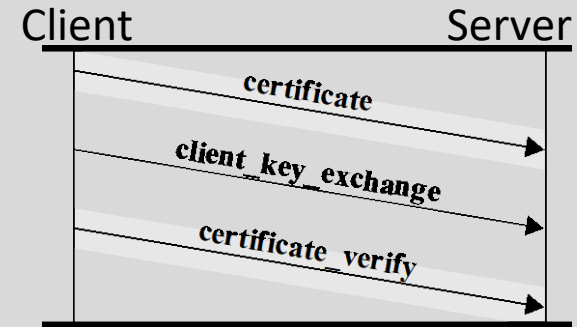 Client Server
certificate
client_key_exchange
certificate_verify